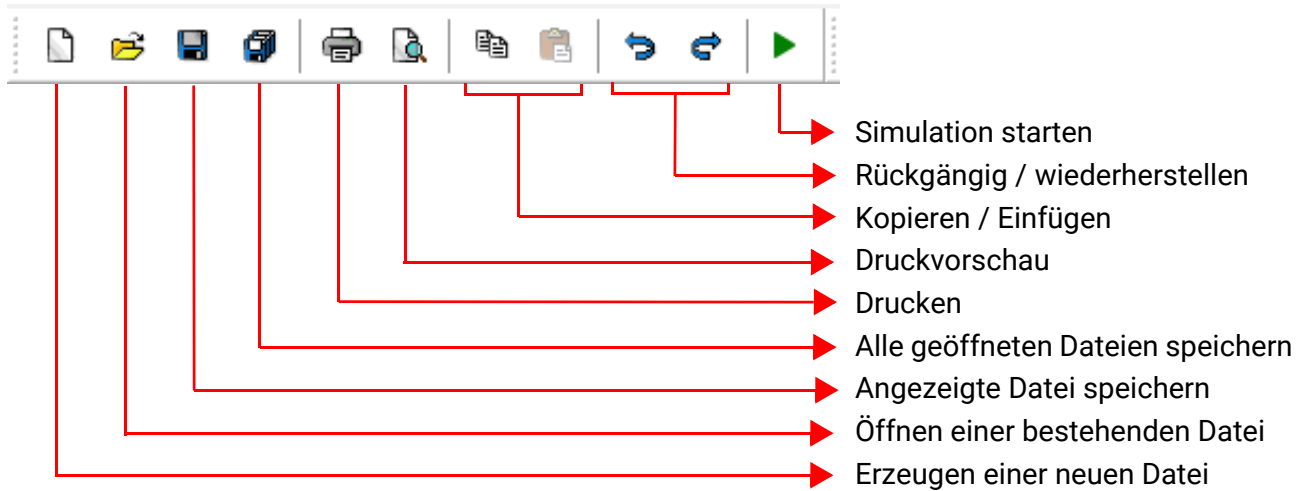 Simulation starten
Rückgängig / wiederherstellen
Kopieren / Einfügen
Druckvorschau
Drucken
Alle geöffneten Dateien speichern
Angezeigte Datei speichern
Öffnen einer bestehenden Datei
Erzeugen einer neuen Datei